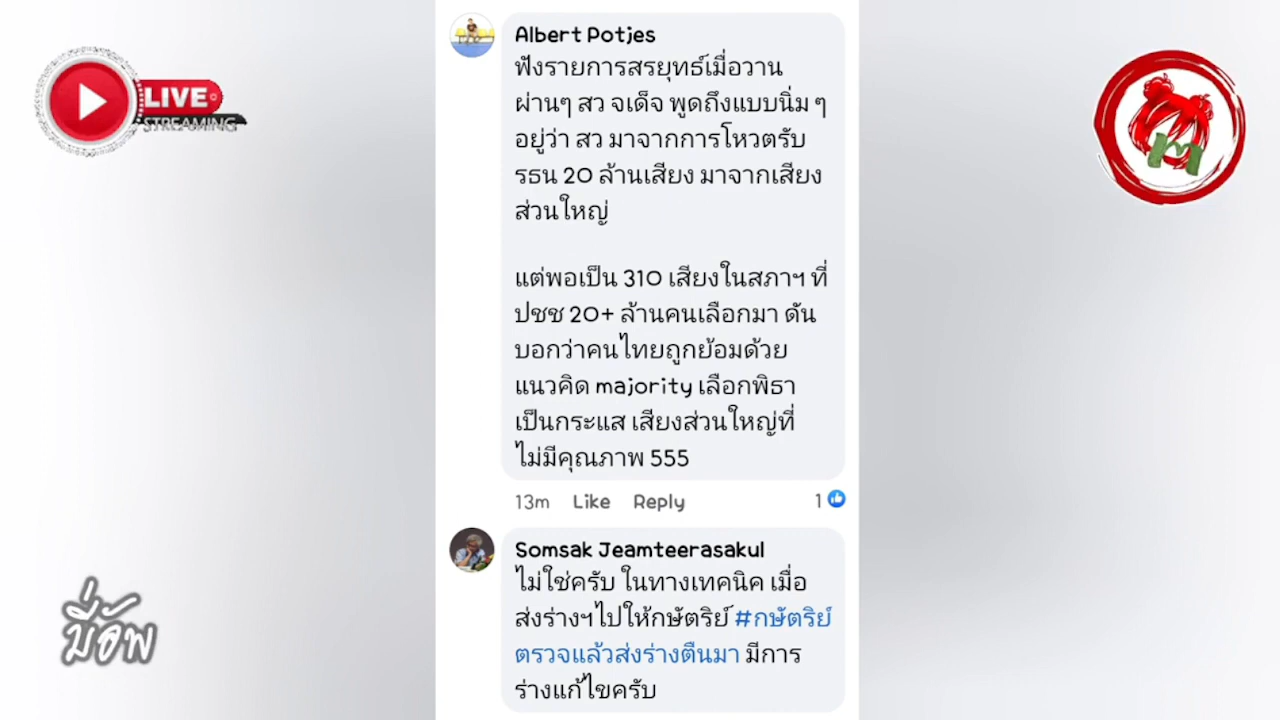 LIVE
STREAMING
Albert Potjes
ฟังรายการสรยุทธ์เมื่อวาน
ผ่านๆ สว จเด็จ พูดถึงแบบนิ่ม ๆ
อยู่ว่า สว มาจากการโหวตรับ
รธน 20 ล้านเสียง มาจากเสียง
ส่วนใหญ่
แต่พอเป็น 310 เสียงในสภาฯ ที่
ปชช 20+ ล้านคนเลือกมา ดัน
บอกว่าคนไทยถูกย้อมด้วย
แนวคิด majority เลือกพิธา
เป็นกระแส เสียงส่วนใหญ่ที่
ไม่มีคุณภาพ 555
13m Like Reply 1
Somsak Jeamteerasakul
ไม่ใช่ครับ ในทางเทคนิค เมื่อ
ส่งร่างฯไปให้กษัตริย์ #กษัตริย์
ตรวจแล้วส่งร่างตืนมา มีการ
ร่างแก้ไขครับ